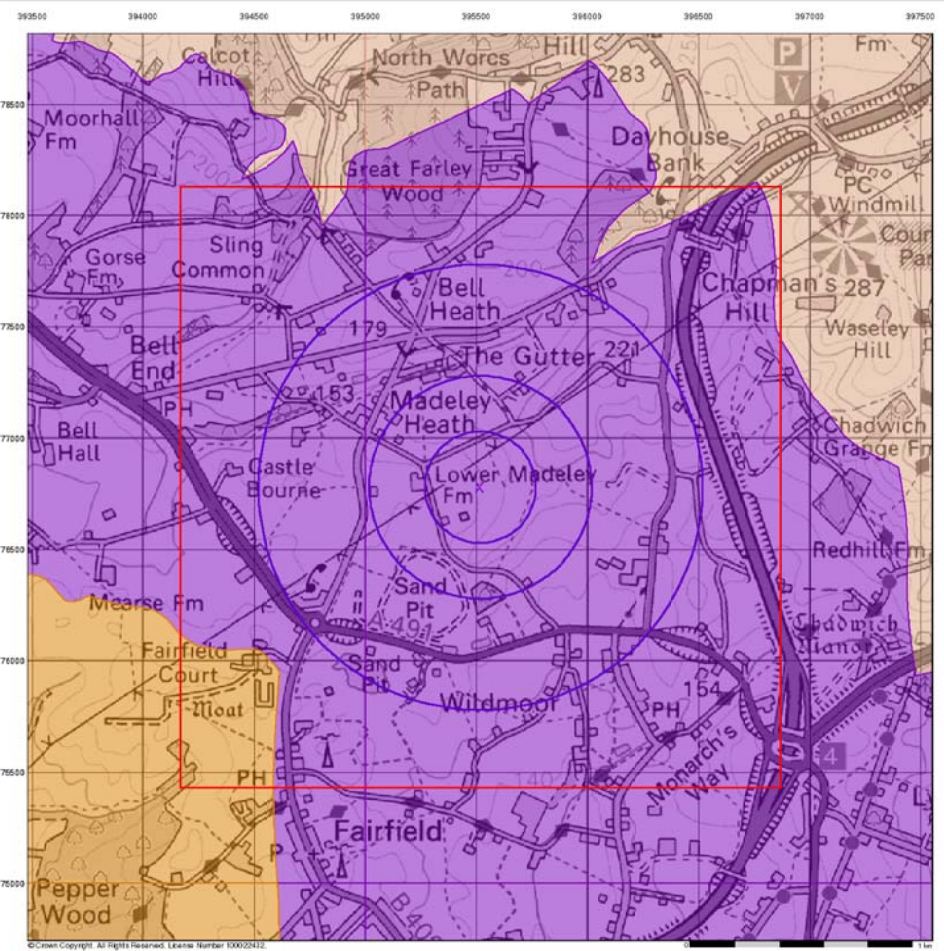 393500 394000 394500 395000 395500 396000 396500 397000 397500
78500
78000
77500
77000
76500
76000
75500
75000
Calcot
Hill
North Worcs
Path
Hill
283
P
V
Fm
Moorhall
Fm
200
Dayhouse
Bank
Great Farley
Wood
PC
Windmill
Sling
Common
Gorse
Fm
200
Bell
Heath
Chapman's
Hill
287
Waseley
Hill
179
Bell
End
The Gutter
221
153
PH
Madeley
Heath
Bell
Hall
Chadwich
Grange Fm
Castle
Bourne
Lower Madeley
Fm
Redhill Fm
Sand
Pit
Mearse Fm
A 491
Chadwich
Manor
Fairfield
Court
Sand
Pit
Moat
Wildmoor
154
PH
4
PH
Monarch's
Way
140
Fairfield
P
Pepper
Wood
B 40
©Crown Copyright. All Rights Reserved. License Number 100022432.
1 km